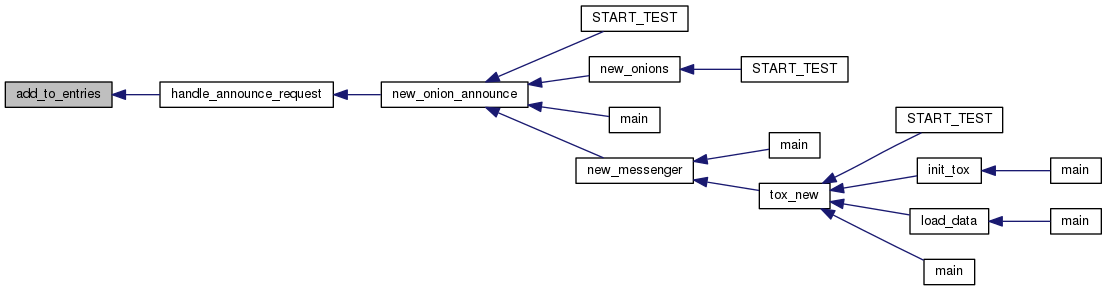 START_TEST
new_onions
START_TEST
add_to_entries
handle_announce_request
new_onion_announce
main
START_TEST
main
new_messenger
init_tox
main
tox_new
load_data
main
main